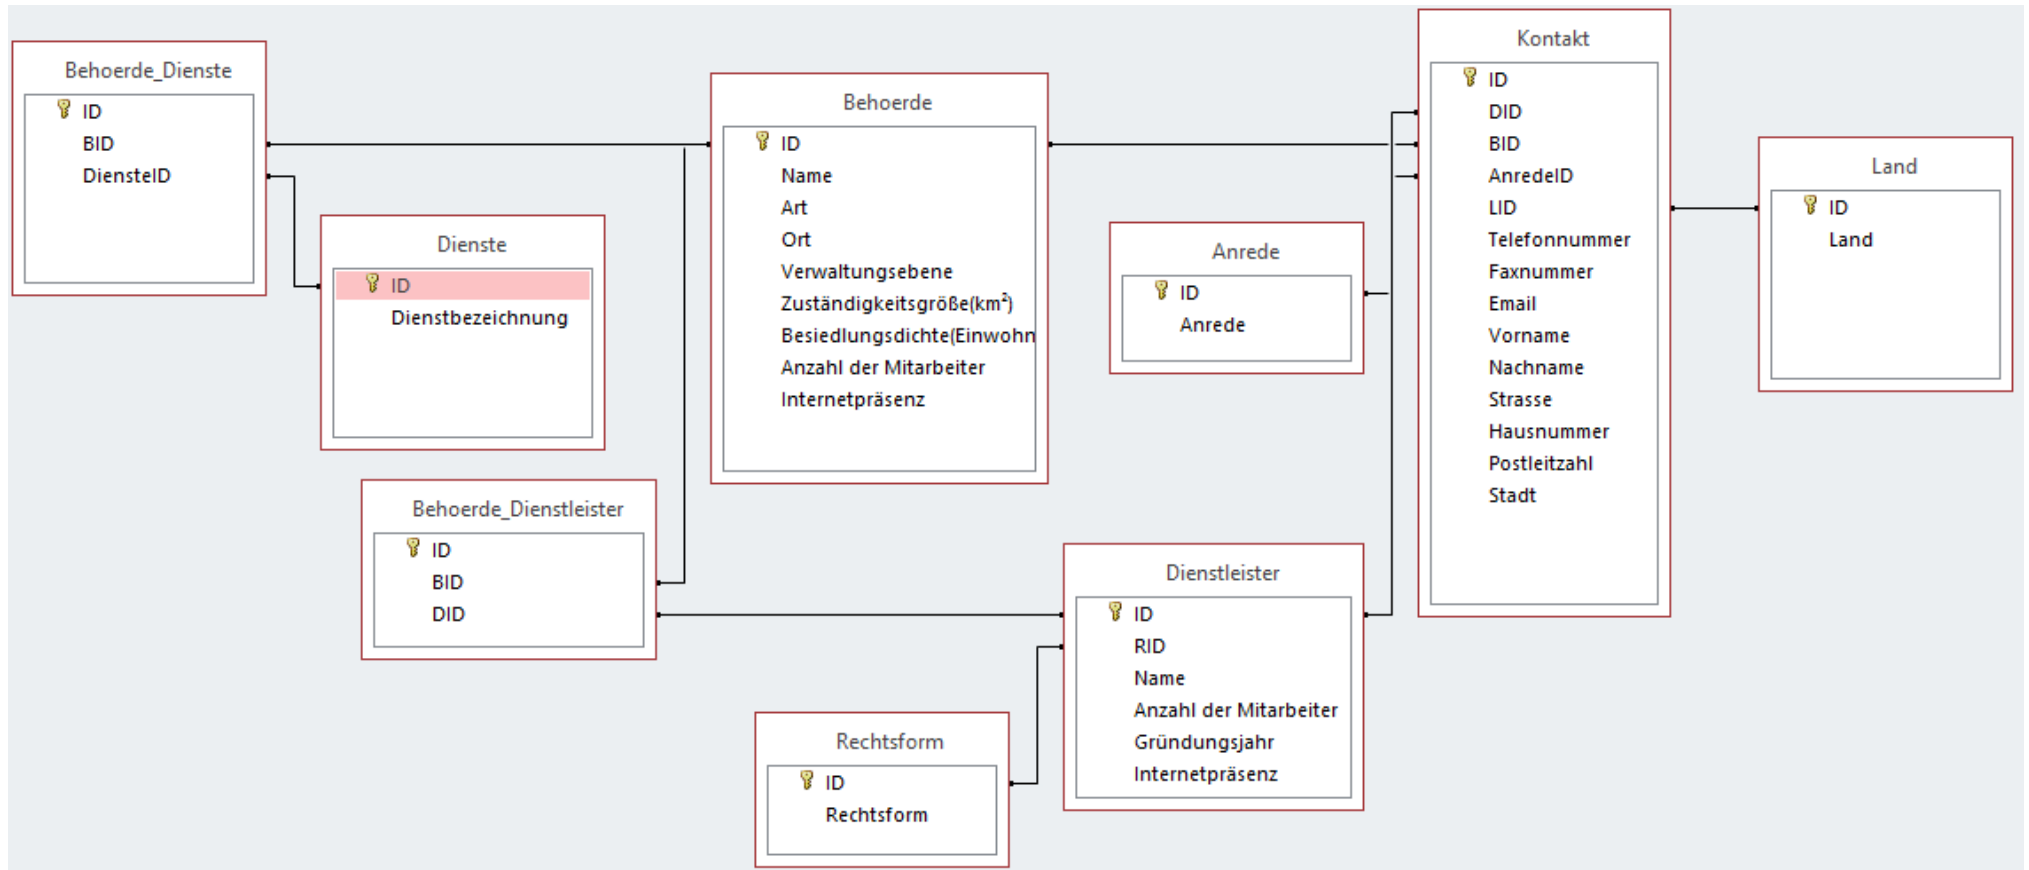 Behoerde_Dienste
ID
BID
DiensteID
Dienste
ID
Dienstbezeichnung
Behoerde
ID
Name
Art
Ort
Verwaltungsebene
Zuständigkeitsgröße(km²)
Besiedlungsdichte(Einwohn
Anzahl der Mitarbeiter
Internetpräsenz
Anrede
ID
Anrede
Kontakt
ID
DID
BID
AnredeID
LID
Telefonnummer
Faxnummer
Email
Vorname
Nachname
Strasse
Hausnummer
Postleitzahl
Stadt
Land
ID
Land
Behoerde_Dienstleister
ID
BID
DID
Dienstleister
ID
RID
Name
Anzahl der Mitarbeiter
Gründungsjahr
Internetpräsenz
Rechtsform
ID
Rechtsform